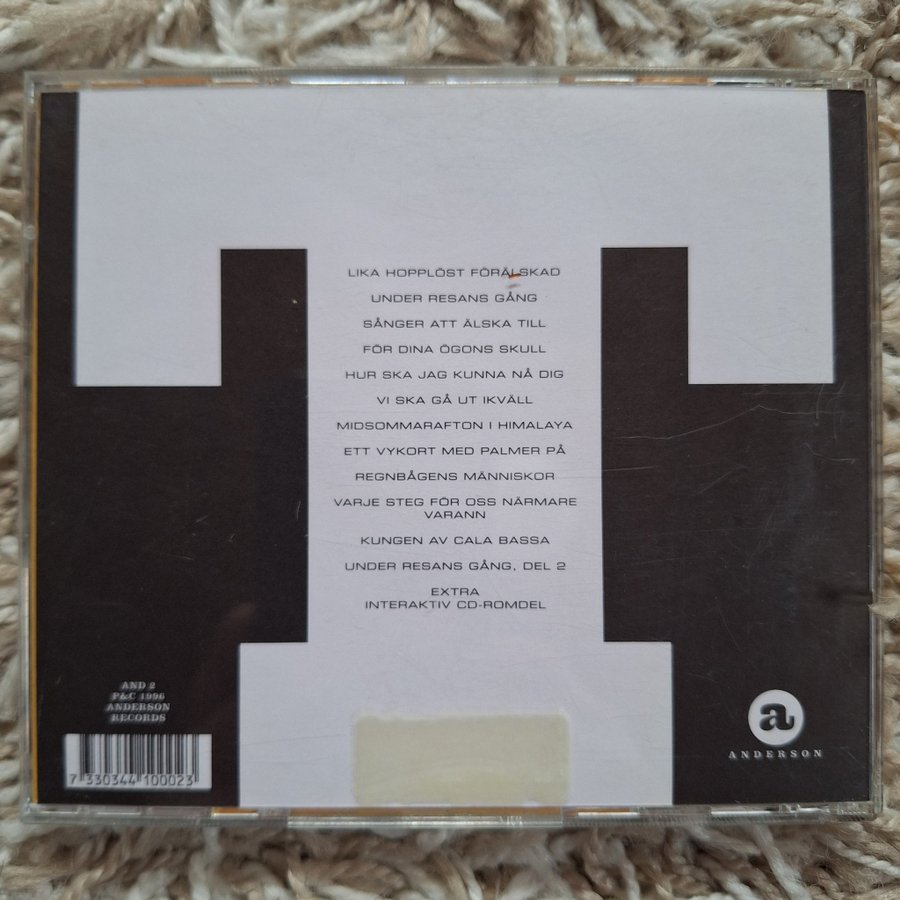 LIKA HOPPLÖST FÖRÄLSKAD
UNDER RESANS GÅNG
SÅNGER ATT ÄLSKA TILL
FÖR DINA ÖGONS SKULL
HUR SKA JAG KUNNA NÅ DIG
VI SKA GÅ UT IKVÄLL
MIDSOMMARAFTON I HIMALAYA
ETT VYKORT MED PALMER PÅ
REGNBÅGENS MÄNNISKOR
VARJE STEG FÖR OSS NÄRMARE
VARANN
KUNGEN AV CALA BASSA
UNDER RESANS GÅNG, DEL 2
EXTRA
INTERAKTIV CD-ROMDEL
AND 2
P&C 1996
ANDERSON
RECORDS
7 330344 100023
a
ANDERSON